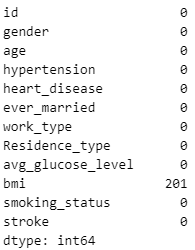 id 0
gender 0
age 0
hypertension 0
heart_disease 0
ever_married 0
work_type 0
Residence_type 0
avg_glucose_level 0
bmi 201
smoking_status 0
stroke 0
dtype: int64